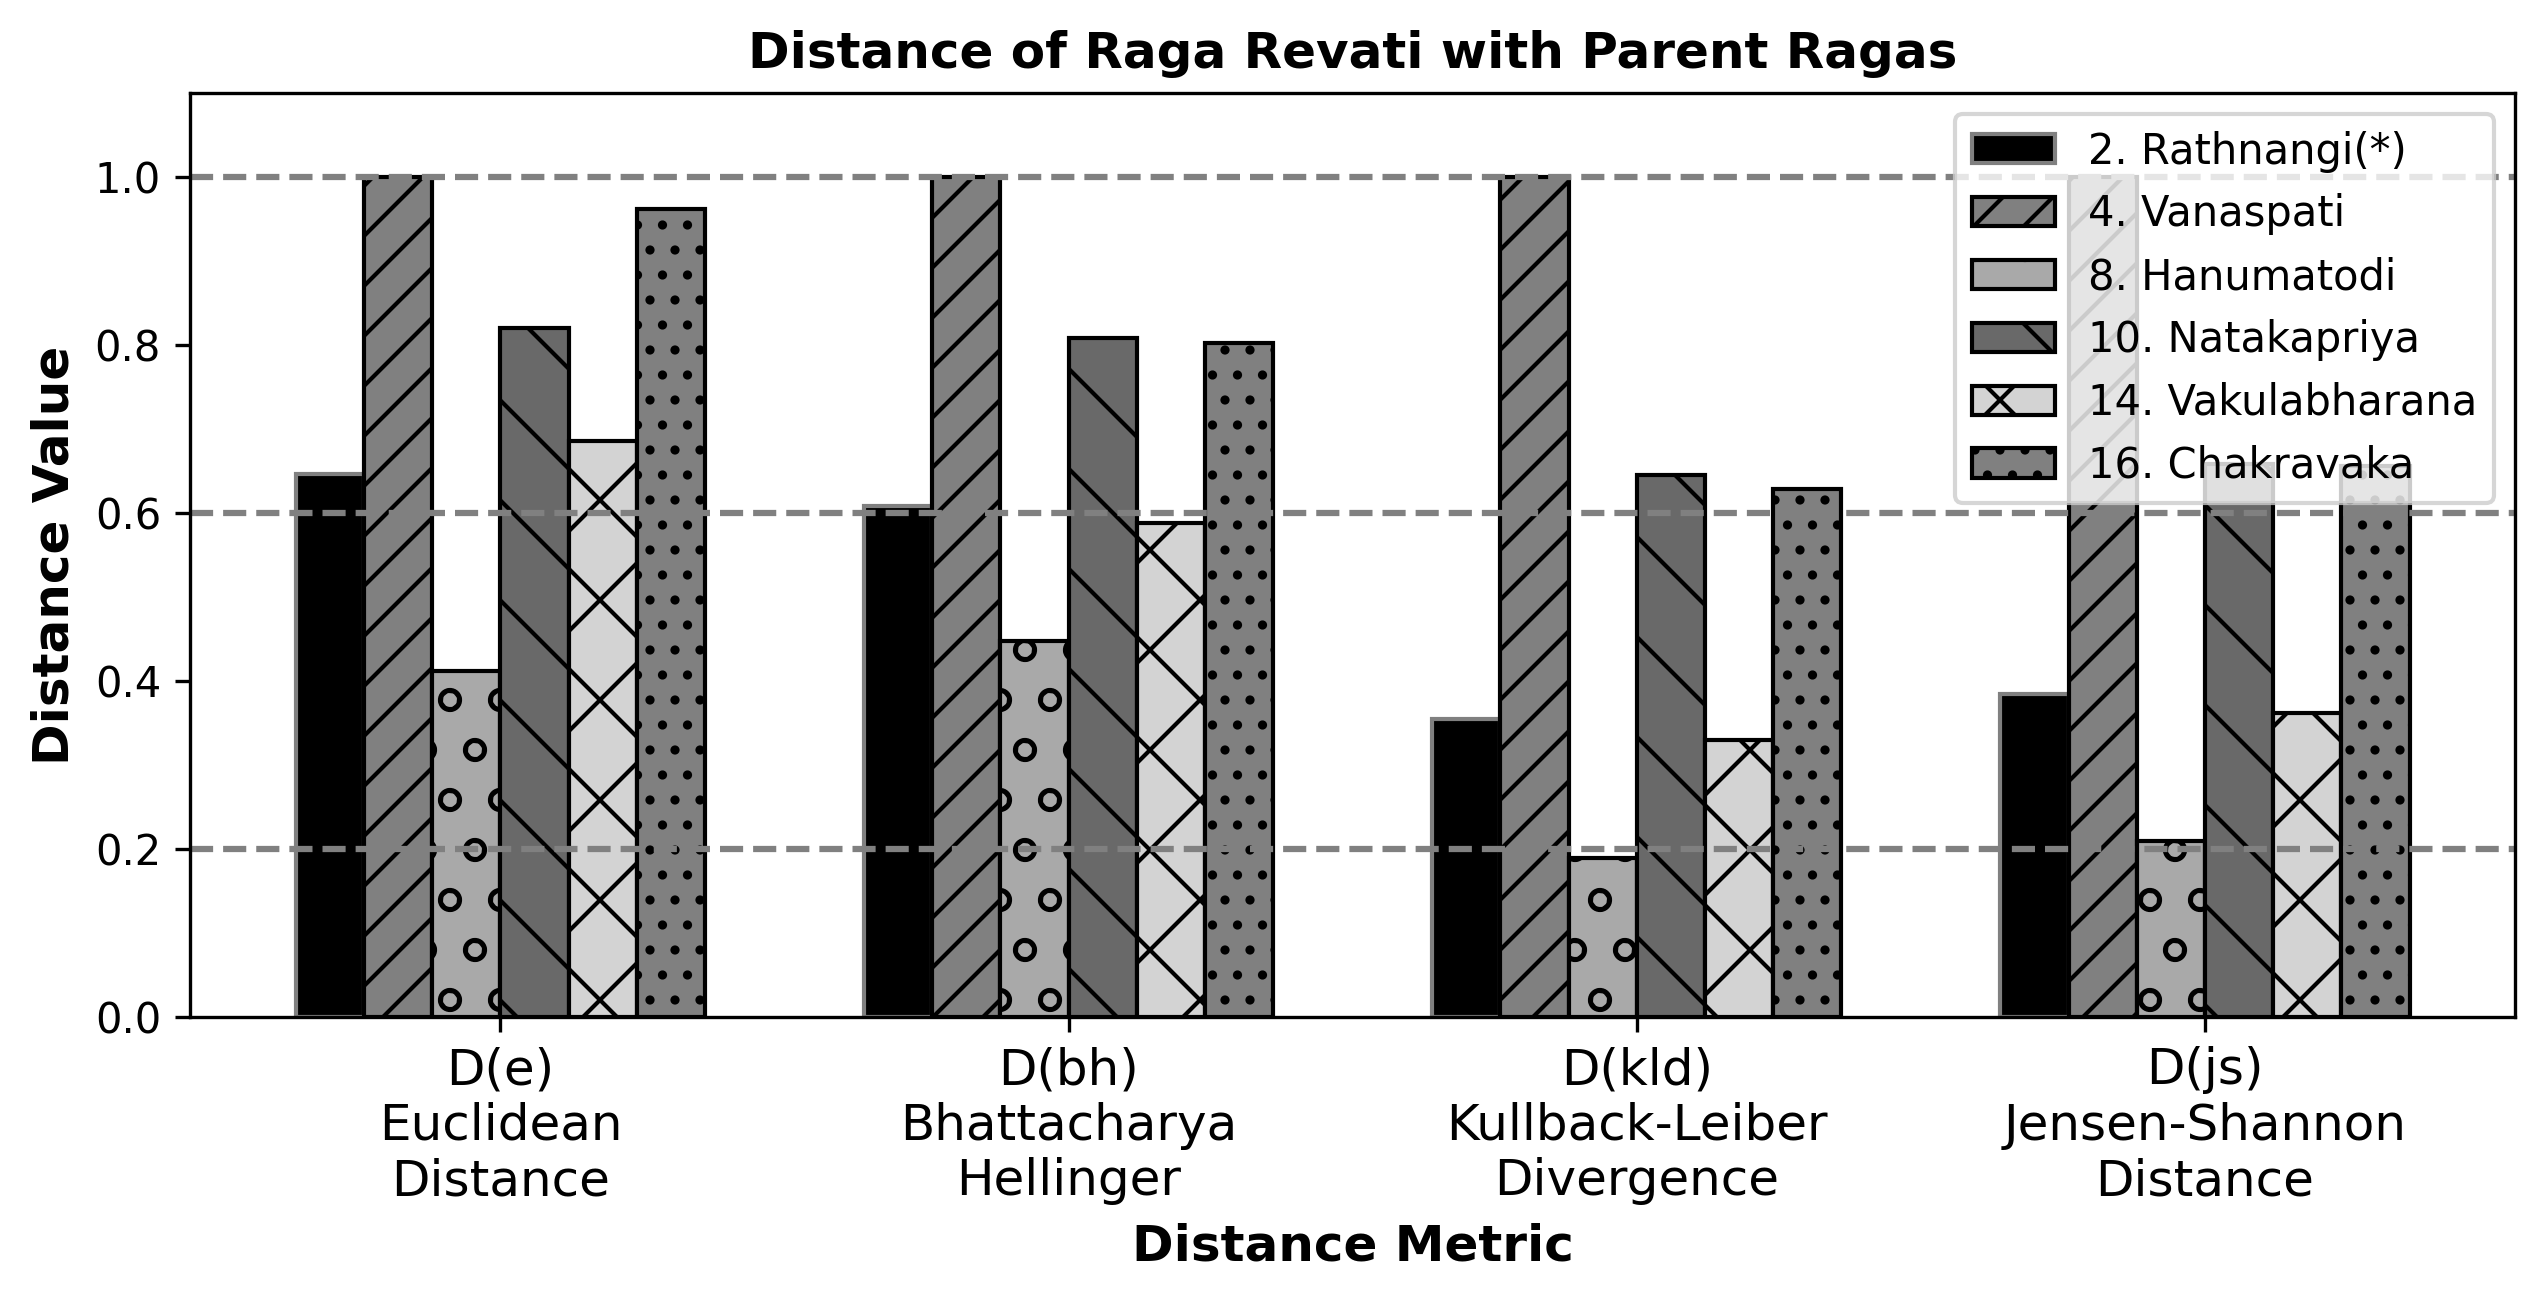 Distance of Raga Revati with Parent Ragas
Distance Value
1.0
0.8
0.6
0.4
0.2
0.0
2. Rathnangi(*)
4. Vanaspati
8. Hanumatodi
10. Natakapriya
14. Vakulabharana
16. Chakravaka
D(e)
Euclidean
Distance
D(bh)
Bhattacharya
Hellinger
D(kld)
Kullback-Leiber
Divergence
D(js)
Jensen-Shannon
Distance
Distance Metric